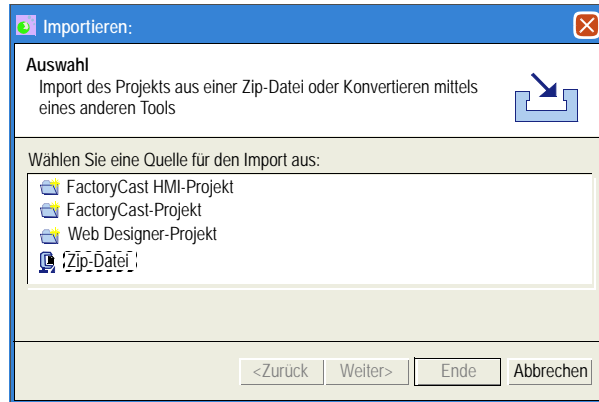 Importieren:
Auswahl
Import des Projekts aus einer Zip-Datei oder Konvertieren mittels
eines anderen Tools
Wählen Sie eine Quelle für den Import aus:
FactoryCast HMI-Projekt
FactoryCast-Projekt
Web Designer-Projekt
Zip-Datei
<Zurück Weiter> Ende Abbrechen